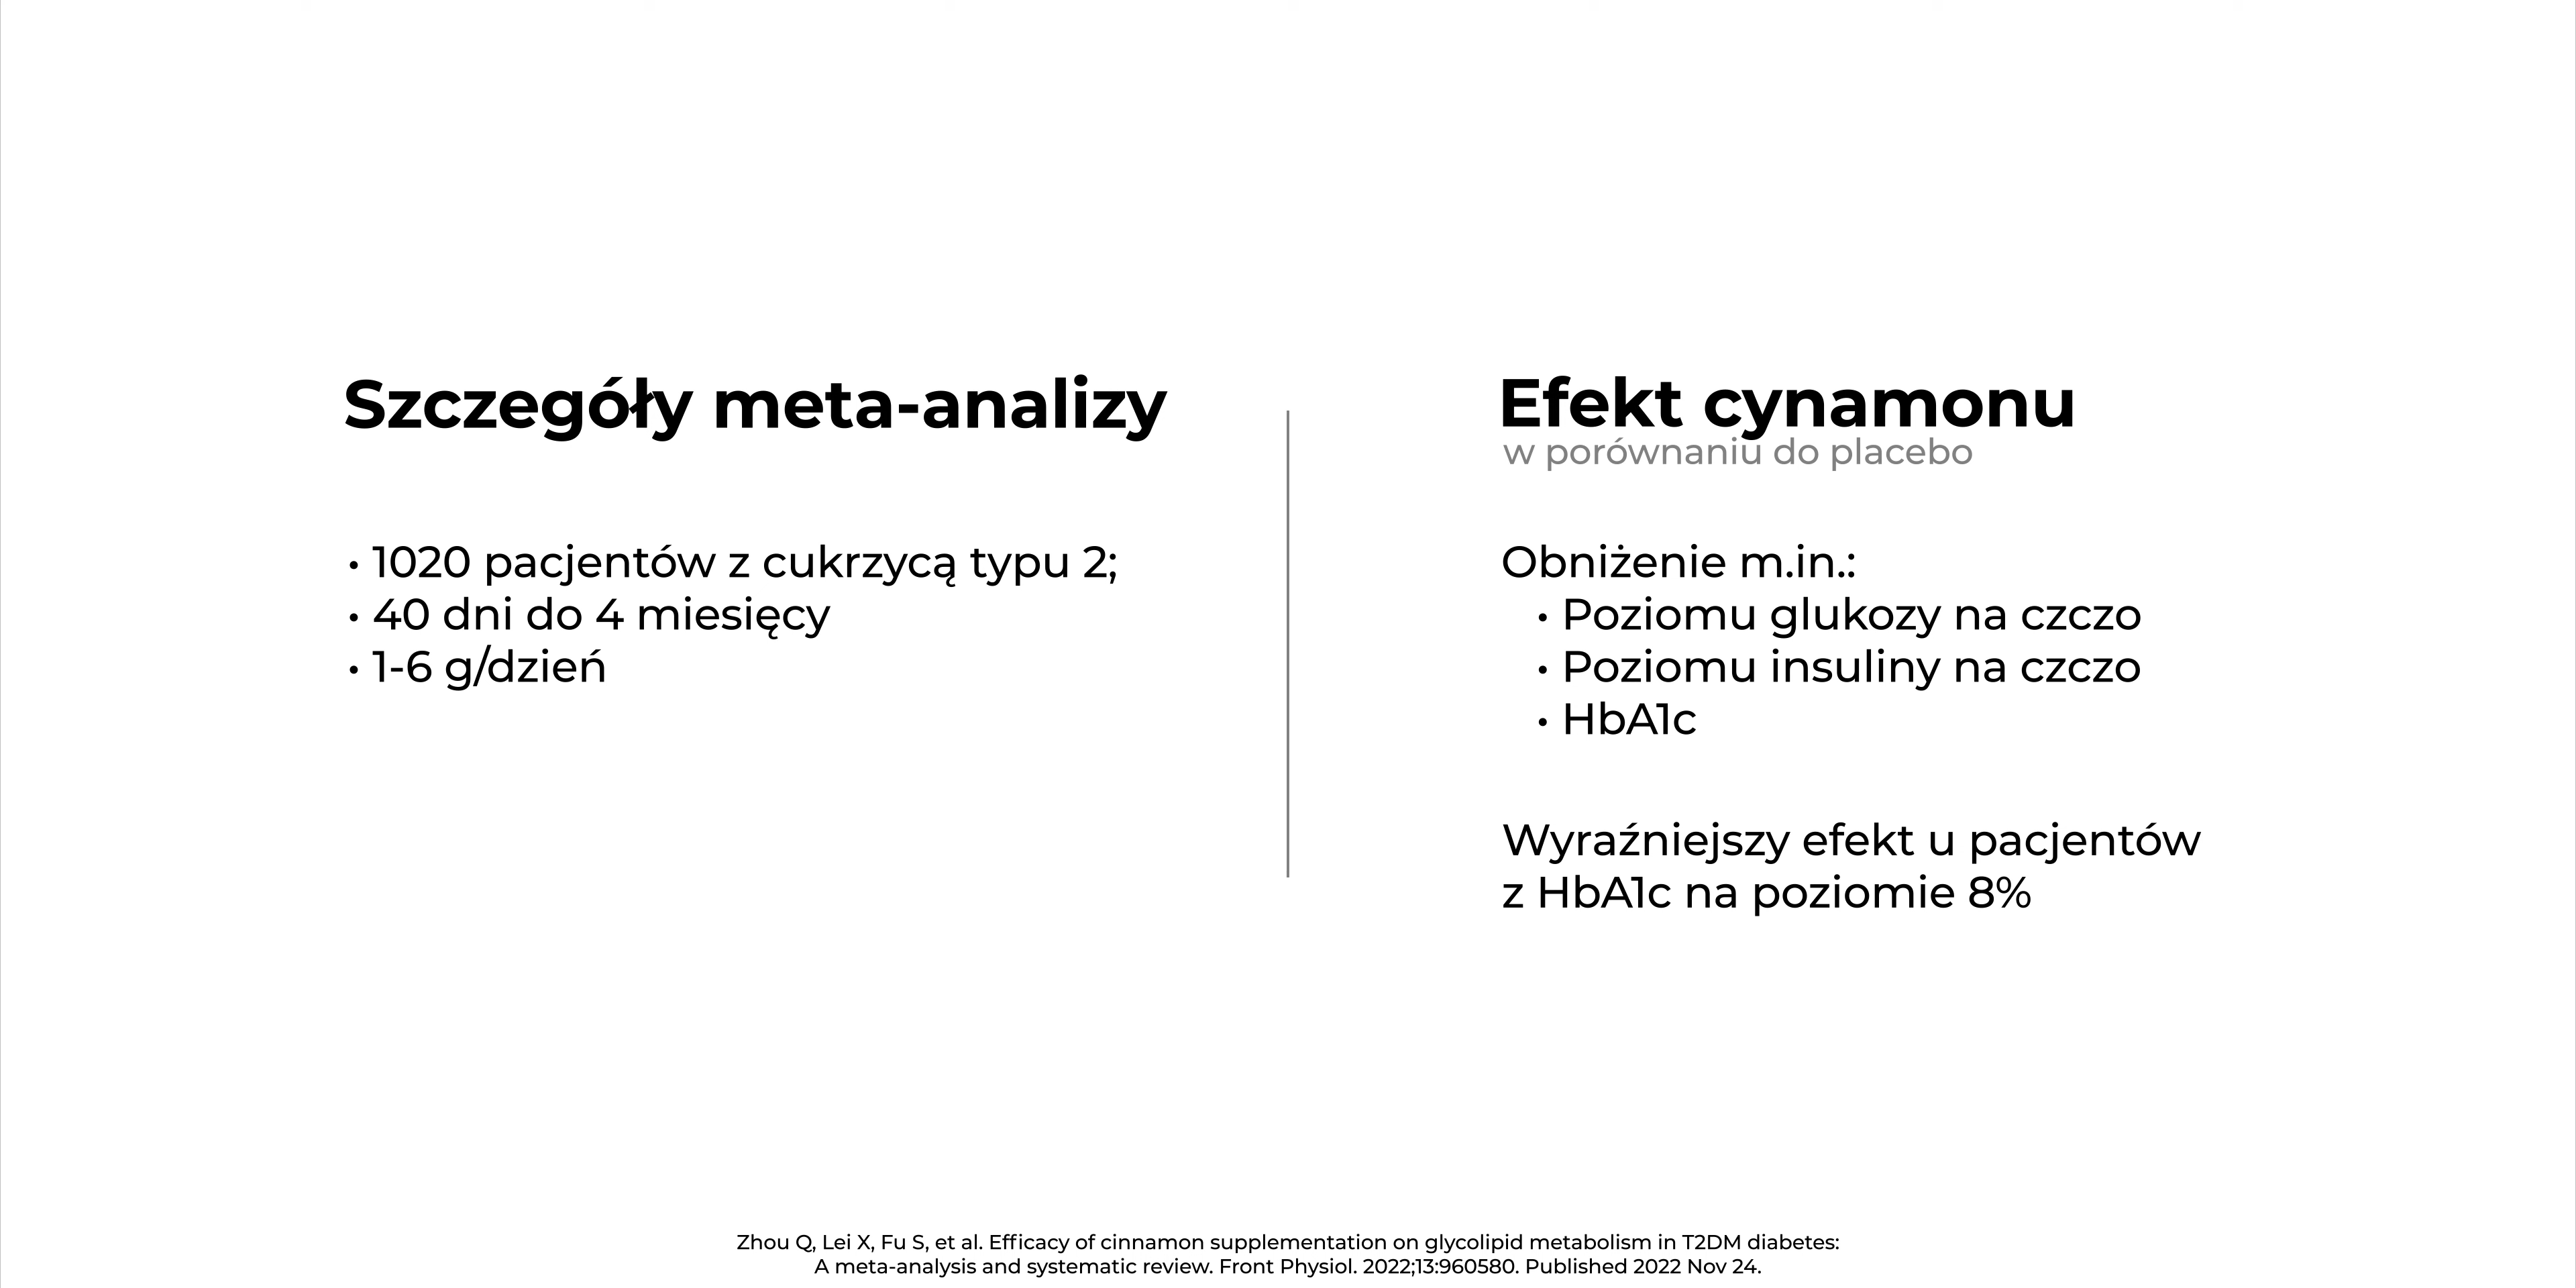 Szczegóły meta-analizy
• 1020 pacjentów z cukrzycą typu 2;
• 40 dni do 4 miesięcy
• 1-6 g/dzień
Efekt cynamonu
w porównaniu do placebo
Obniżenie m.in.:
• Poziomu glukozy na czczo
• Poziomu insuliny na czczo
• HbA1c
Wyraźniejszy efekt u pacjentów
z HbA1c na poziomie 8%
Zhou Q, Lei X, Fu S, et al. Efficacy of cinnamon supplementation on glycolipid metabolism in T2DM diabetes:
A meta-analysis and systematic review. Front Physiol. 2022;13:960580. Published 2022 Nov 24.